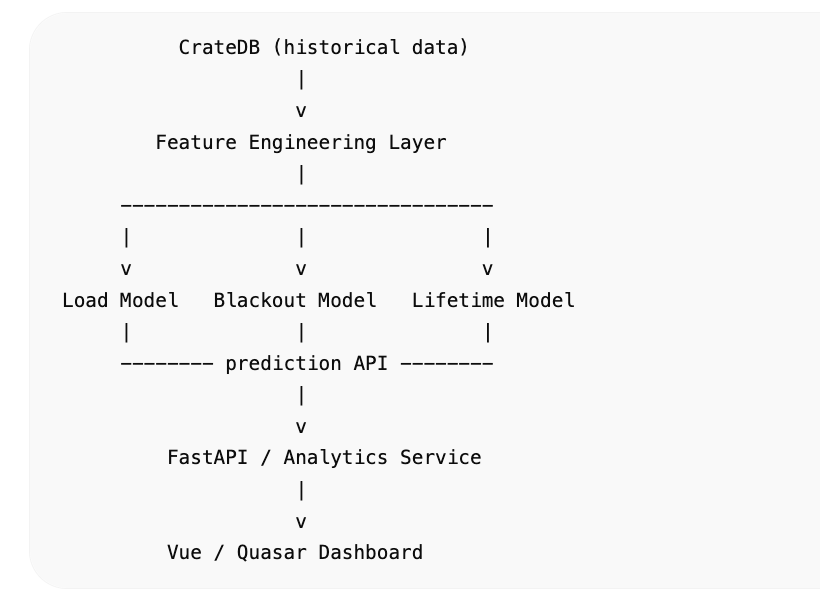 CrateDB (historical data)
|
v
Feature Engineering Layer
|
--------------------------------
| | |
v v v
Load Model Blackout Model Lifetime Model
| | |
-------- prediction API --------
|
v
FastAPI / Analytics Service
|
v
Vue / Quasar Dashboard